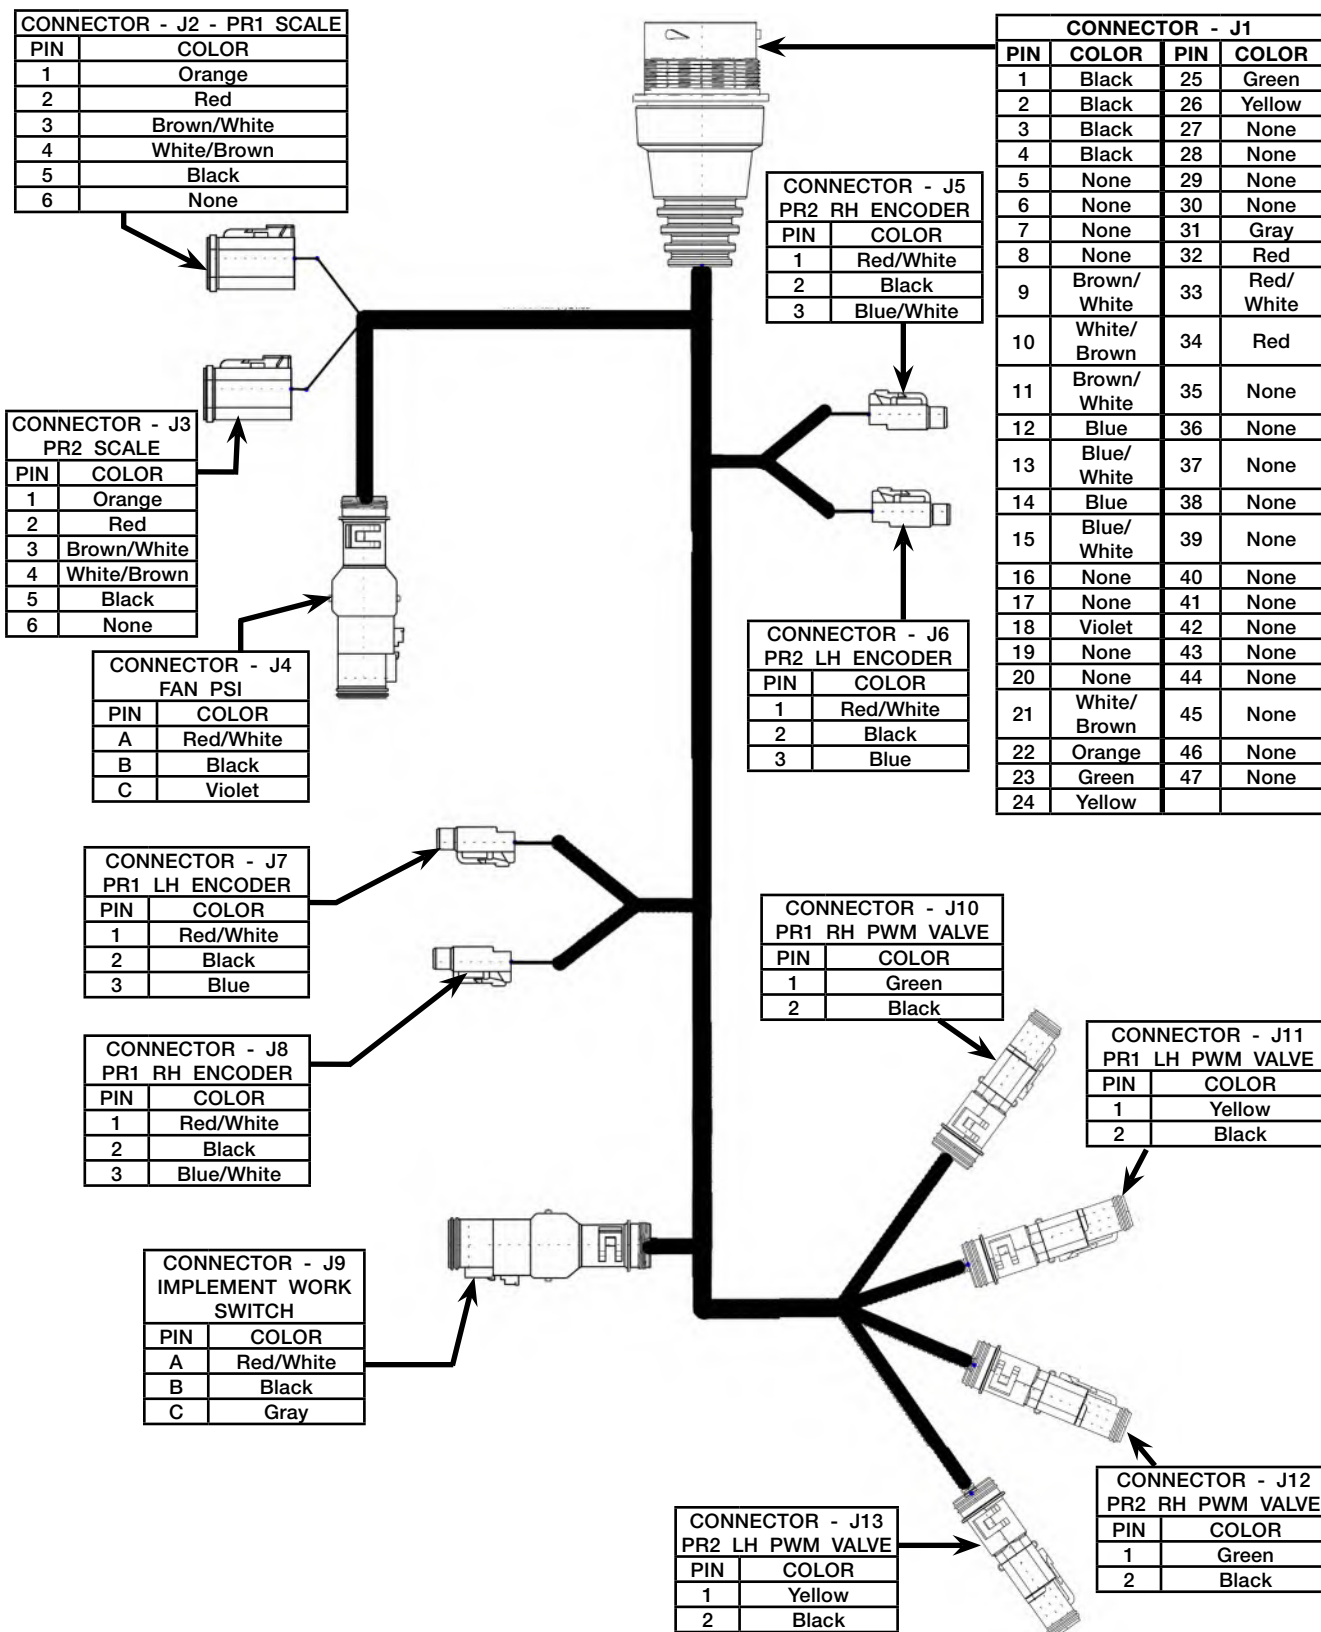 CONNECTOR - J2 - PR1 SCALE
PIN COLOR
1 Orange
2 Red
3 Brown/White
4 White/Brown
5 Black
6 None
CONNECTOR - J1
PIN COLOR PIN COLOR
1 Black 25 Green
2 Black 26 Yellow
3 Black 27 None
4 Black 28 None
5 None 29 None
6 None 30 None
7 None 31 Gray
8 None 32 Red
9 Brown/ 33 Red/
White White
10 White/ 34 Red
Brown
11 Brown/ 35 None
White
12 Blue 36 None
13 Blue/ 37 None
White
14 Blue 38 None
15 Blue/ 39 None
White
16 None 40 None
17 None 41 None
18 Violet 42 None
19 None 43 None
20 None 44 None
21 White/ 45 None
Brown
22 Orange 46 None
23 Green 47 None
24 Yellow
CONNECTOR - J5
PR2 RH ENCODER
PIN COLOR
1 Red/White
2 Black
3 Blue/White
CONNECTOR - J3
PR2 SCALE
PIN COLOR
1 Orange
2 Red
3 Brown/White
4 White/Brown
5 Black
6 None
CONNECTOR - J6
PR2 LH ENCODER
PIN COLOR
1 Red/White
2 Black
3 Blue
CONNECTOR - J4
FAN PSI
PIN COLOR
A Red/White
B Black
C Violet
CONNECTOR - J7
PR1 LH ENCODER
PIN COLOR
1 Red/White
2 Black
3 Blue
CONNECTOR - J10
PR1 RH PWM VALVE
PIN COLOR
1 Green
2 Black
CONNECTOR - J8
PR1 RH ENCODER
PIN COLOR
1 Red/White
2 Black
3 Blue/White
CONNECTOR - J11
PR1 LH PWM VALVE
PIN COLOR
1 Yellow
2 Black
CONNECTOR - J9
IMPLEMENT WORK
SWITCH
PIN COLOR
A Red/White
B Black
C Gray
CONNECTOR - J12
PR2 RH PWM VALVE
PIN COLOR
1 Green
2 Black
CONNECTOR - J13
PR2 LH PWM VALVE
PIN COLOR
1 Yellow
2 Black